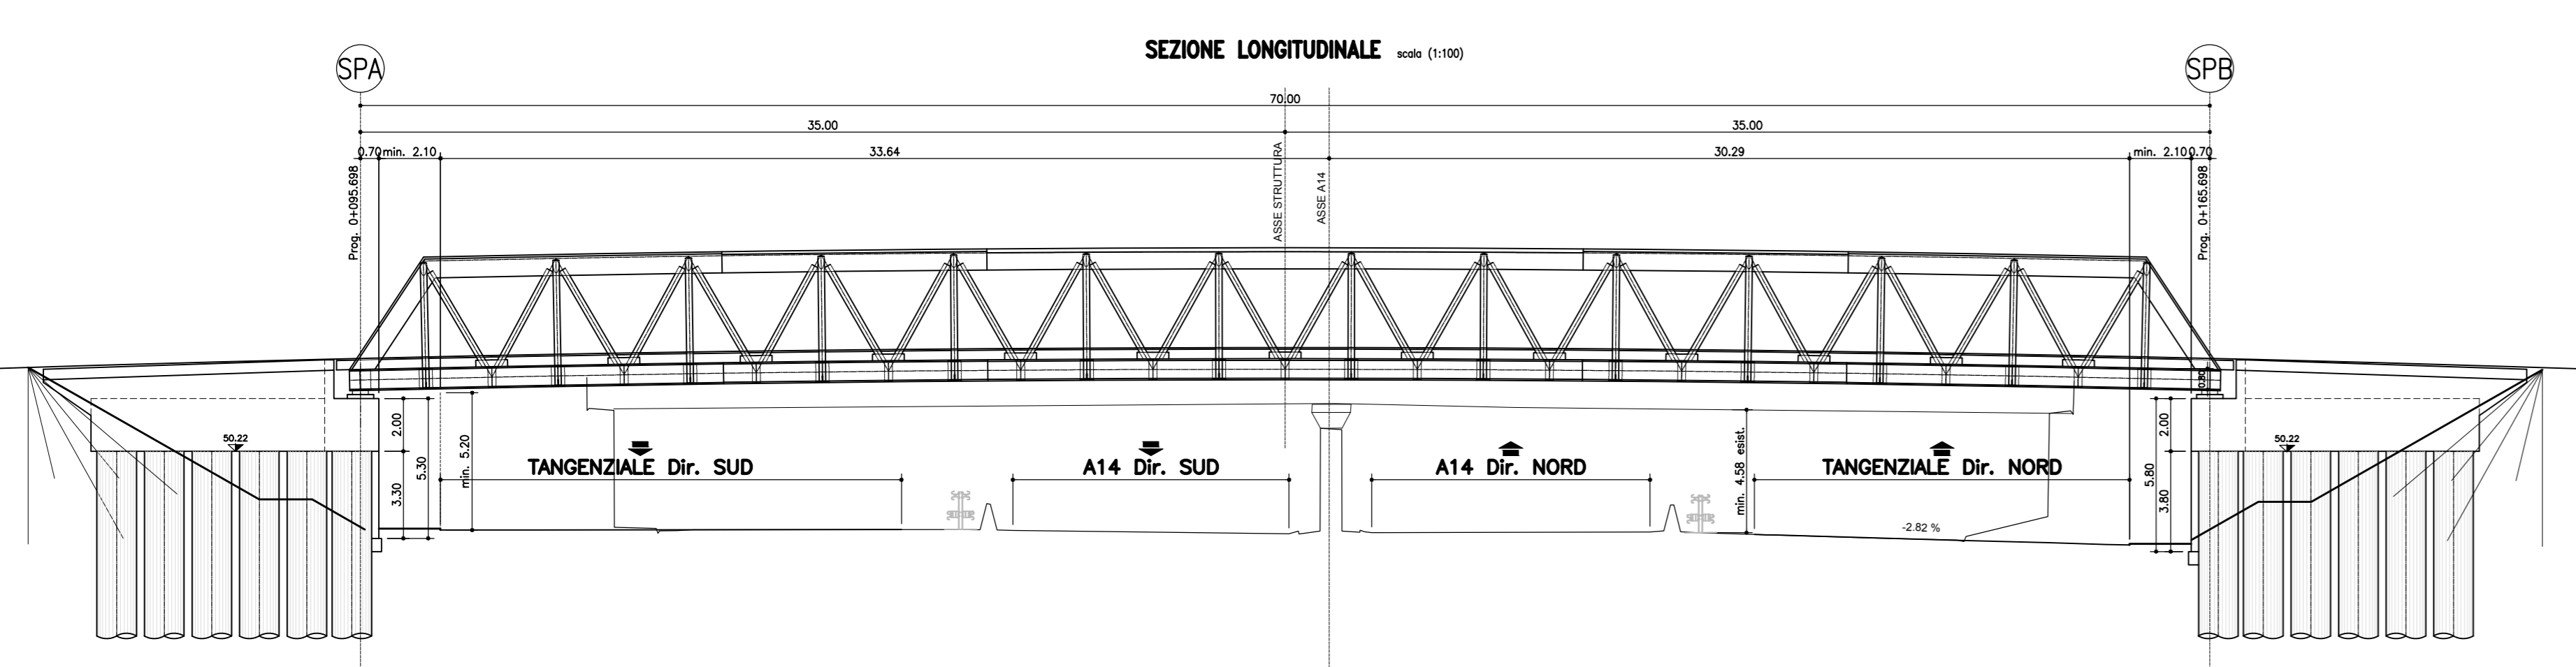 SEZIONE LONGITUDINALE scala (1:100)
SPA
SPB
70.00
35.00
35.00
0.70 min. 2.10
33.64
30.29
min. 2.10 0.70
Prog. 0+095.698
ASSE STRUTTURA
ASSE A14
Prog. 0+165.698
0.80
50.22
2.00
3.30
5.30
min. 5.20
TANGENZIALE Dir. SUD
A14 Dir. SUD
A14 Dir. NORD
min. 4.58 esist.
TANGENZIALE Dir. NORD
-2.82 %
5.80
2.00
3.80
50.22